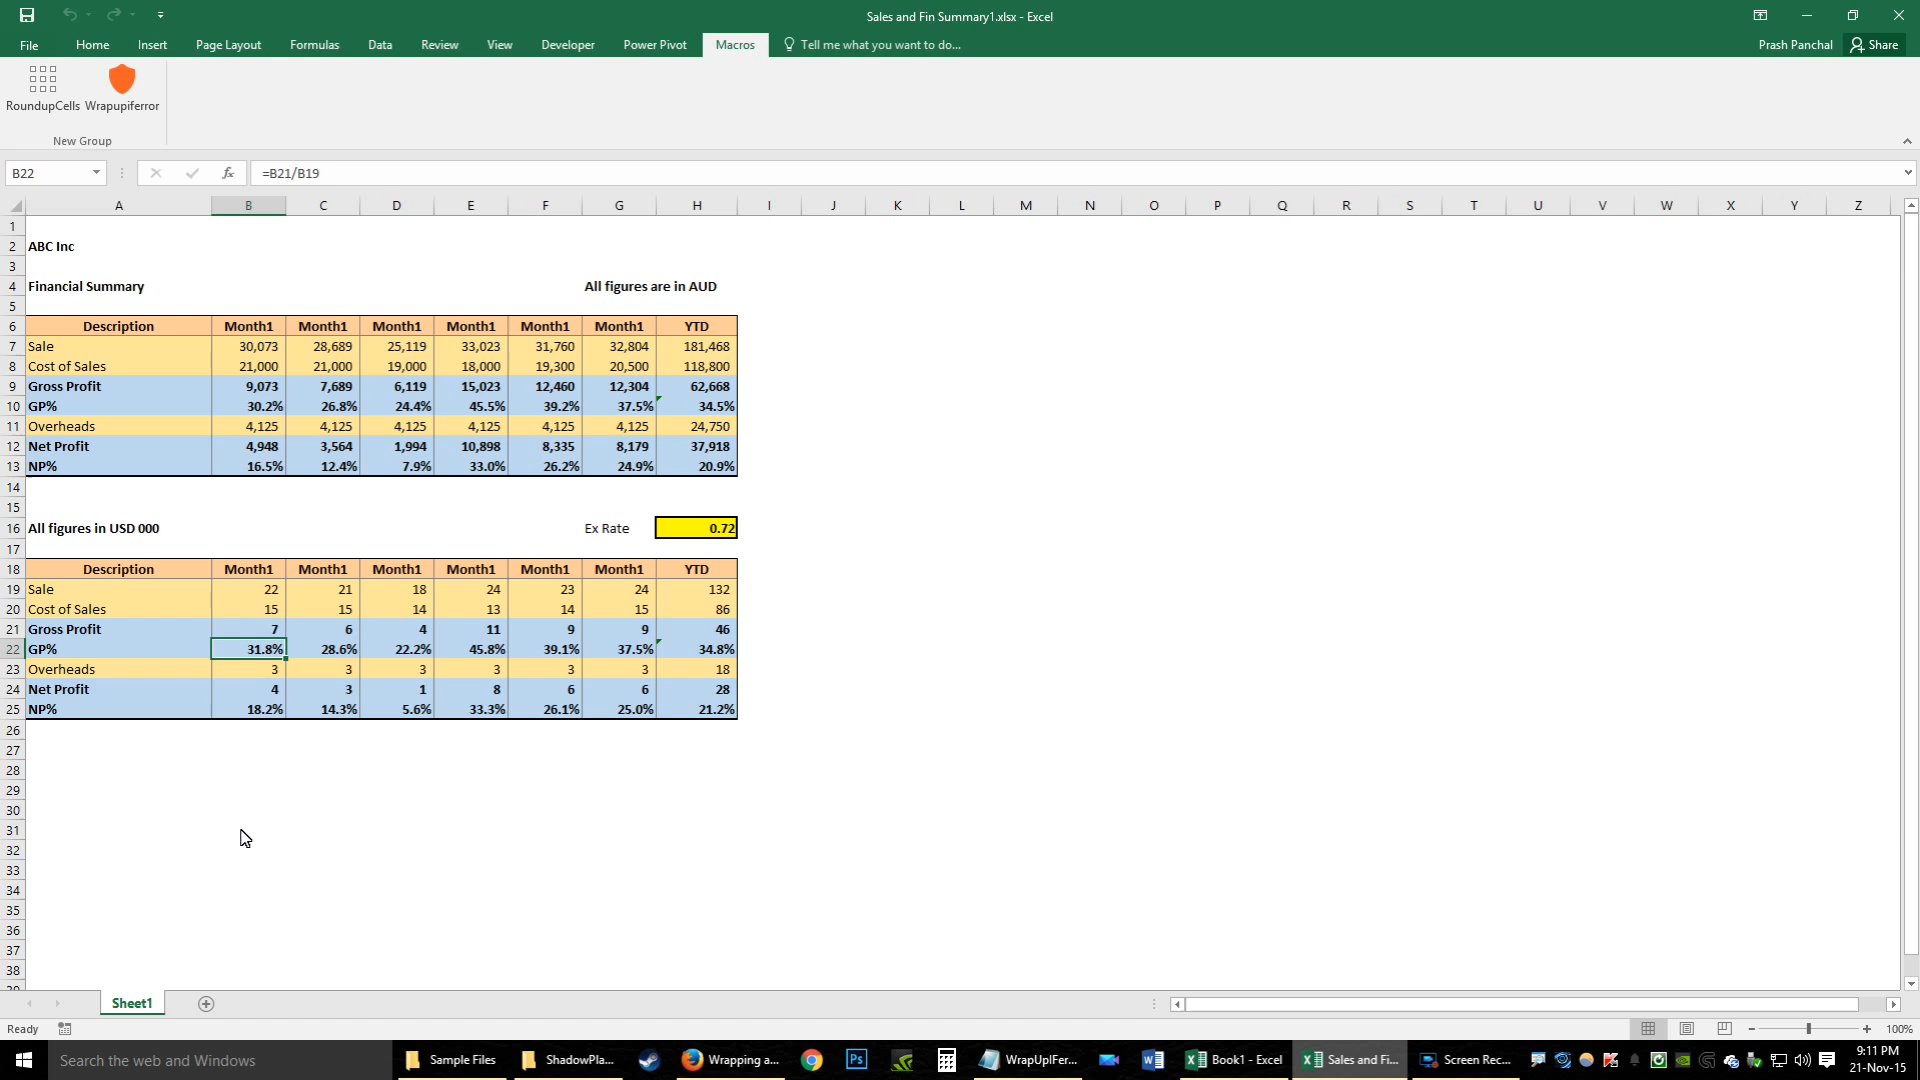 Sales and Fin Summary1.xlsx - Excel
File Home Insert Page Layout Formulas Data Review View Developer Power Pivot Macros Tell me what you want to do... Prash Panchal Share
RoundupCells Wrapupiferror
New Group
B22 fx =B21/B19
A B C D E F G H I J K L M N O P Q R S T U V W X Y Z
1
2 ABC Inc
3
4 Financial Summary All figures are in AUD
5
6 Description Month1 Month1 Month1 Month1 Month1 Month1 YTD
7 Sale 30,073 28,689 25,119 33,023 31,760 32,804 181,468
8 Cost of Sales 21,000 21,000 19,000 18,000 19,300 20,500 118,800
9 Gross Profit 9,073 7,689 6,119 15,023 12,460 12,304 62,668
10 GP% 30.2% 26.8% 24.4% 45.5% 39.2% 37.5% 34.5%
11 Overheads 4,125 4,125 4,125 4,125 4,125 4,125 24,750
12 Net Profit 4,948 3,564 1,994 10,898 8,335 8,179 37,918
13 NP% 16.5% 12.4% 7.9% 33.0% 26.2% 24.9% 20.9%
14
15
16 All figures in USD 000 Ex Rate 0.72
17
18 Description Month1 Month1 Month1 Month1 Month1 Month1 YTD
19 Sale 22 21 18 24 23 24 132
20 Cost of Sales 15 15 14 13 14 15 86
21 Gross Profit 7 6 4 11 9 9 46
22 GP% 31.8% 28.6% 22.2% 45.8% 39.1% 37.5% 34.8%
23 Overheads 3 3 3 3 3 3 18
24 Net Profit 4 3 1 8 6 6 28
25 NP% 18.2% 14.3% 5.6% 33.3% 26.1% 25.0% 21.2%
26
27
28
29
30
31
32
33
34
35
36
37
38
39
Sheet1
Ready 100%
Search the web and Windows Sample Files ShadowPla... Wrapping a... Ps WrapUpIFer... Book1 - Excel Sales and Fi... Screen Rec... 9:11 PM
21-Nov-15